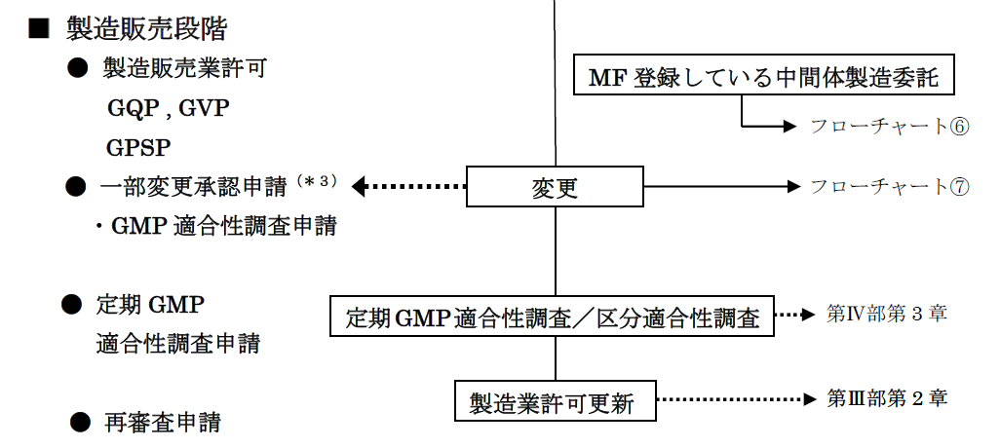 ■ 製造販売段階
● 製造販売業許可
GQP , GVP
GPSP
● 一部変更承認申請（＊3）
・GMP 適合性調査申請
● 定期 GMP
適合性調査申請
● 再審査申請
MF 登録している中間体製造委託
フローチャート⑥
変更
フローチャート⑦
定期 GMP 適合性調査／区分適合性調査
第Ⅳ部第３章
製造業許可更新
第Ⅲ部第２章